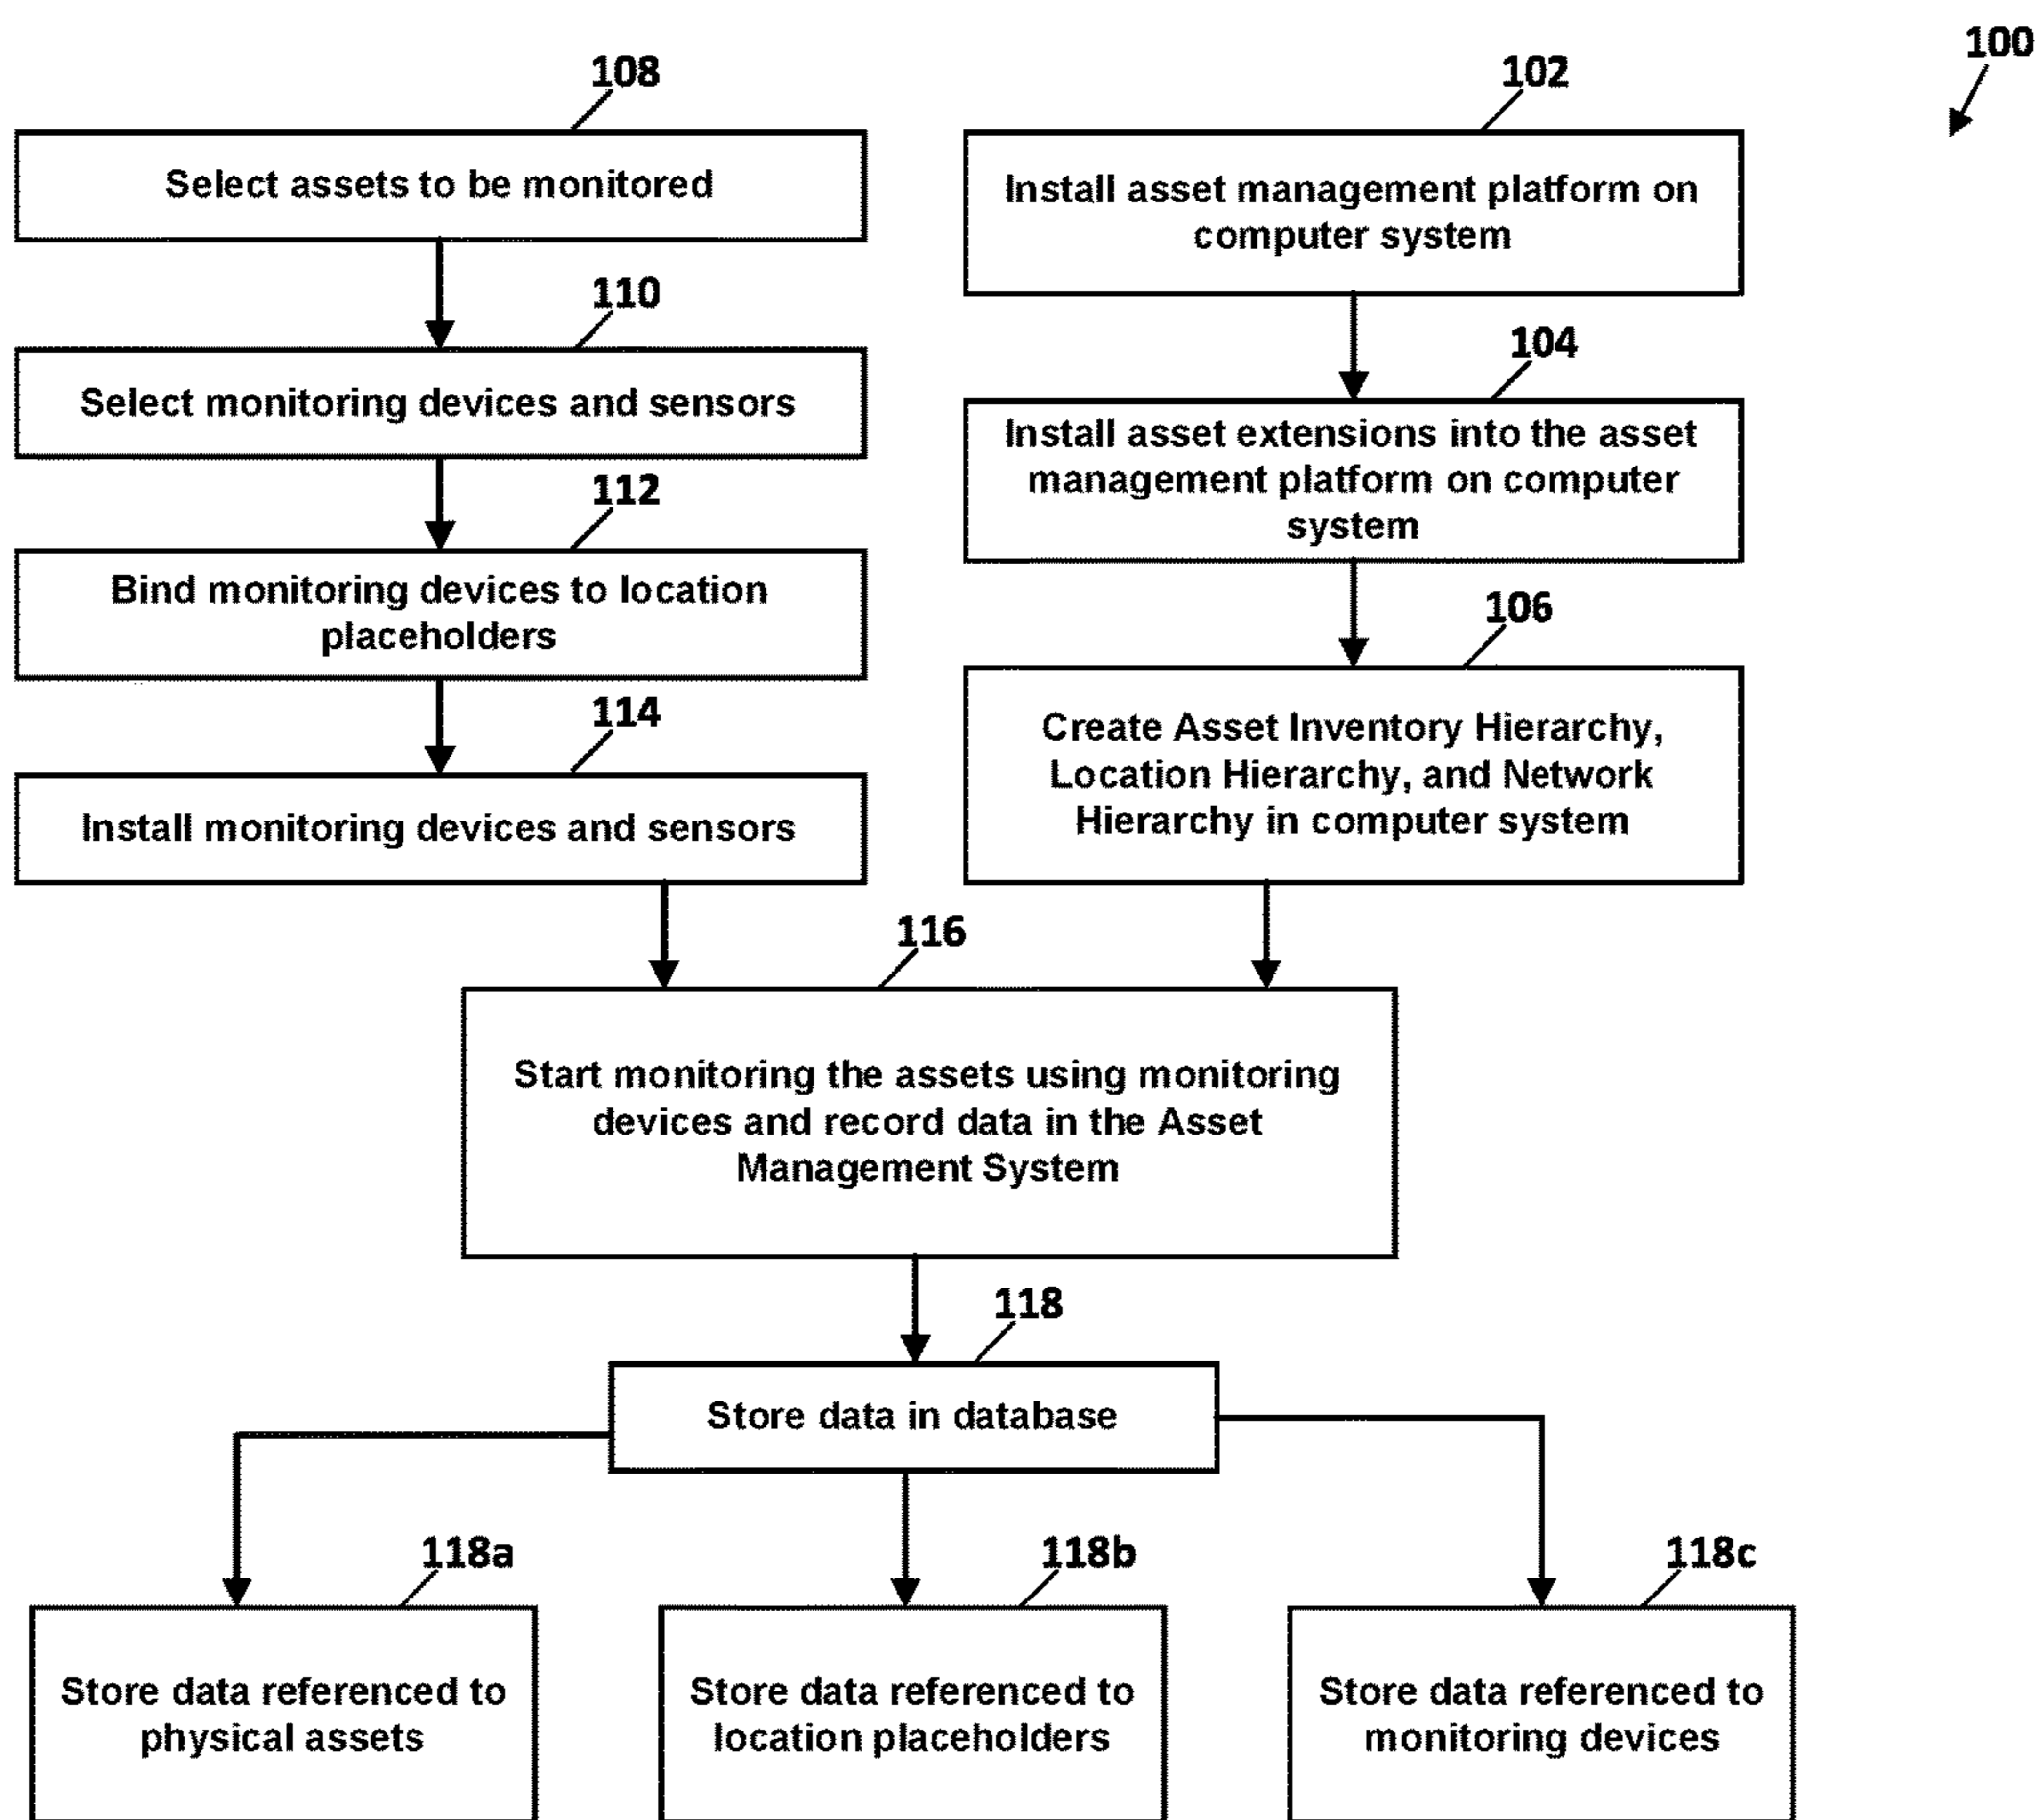 100
108
Select assets to be monitored
102
Install asset management platform on
computer system
110
Select monitoring devices and sensors
104
Install asset extensions into the asset
management platform on computer
system
112
Bind monitoring devices to location
placeholders
106
Create Asset Inventory Hierarchy,
Location Hierarchy, and Network
Hierarchy in computer system
114
Install monitoring devices and sensors
116
Start monitoring the assets using monitoring
devices and record data in the Asset
Management System
118
Store data in database
118a
Store data referenced to
physical assets
118b
Store data referenced to
location placeholders
118c
Store data referenced to
monitoring devices